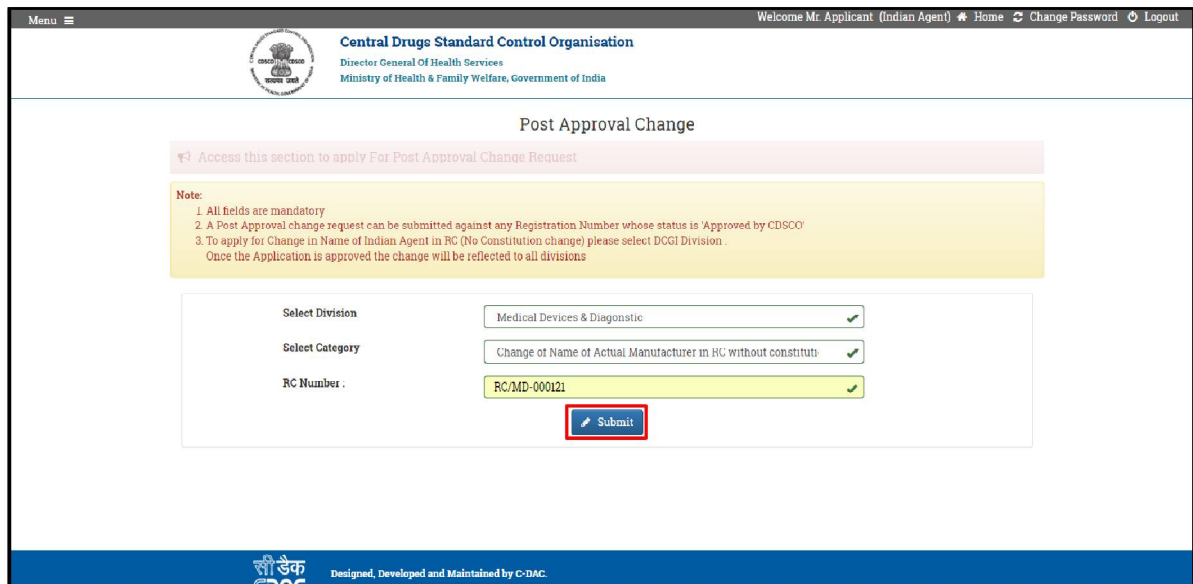 Menu
Welcome Mr. Applicant (Indian Agent) Home Change Password Logout
CDSCO CDSCO
Central Drugs Standard Control Organisation
Director General Of Health Services
Ministry of Health & Family Welfare, Government of India
Post Approval Change
Access this section to apply For Post Approval Change Request
Note:
1. All fields are mandatory
2. A Post Approval change request can be submitted against any Registration Number whose status is 'Approved by CDSCO'
3. To apply for Change in Name of Indian Agent in RC (No Constitution change) please select DCGI Division .
Once the Application is approved the change will be reflected to all divisions
Select Division
Medical Devices & Diagonstic
Select Category
Change of Name of Actual Manufacturer in RC without constituti
RC Number :
RC/MD-000121
Submit
सी डैक
CDAC
Designed, Developed and Maintained by C-DAC.